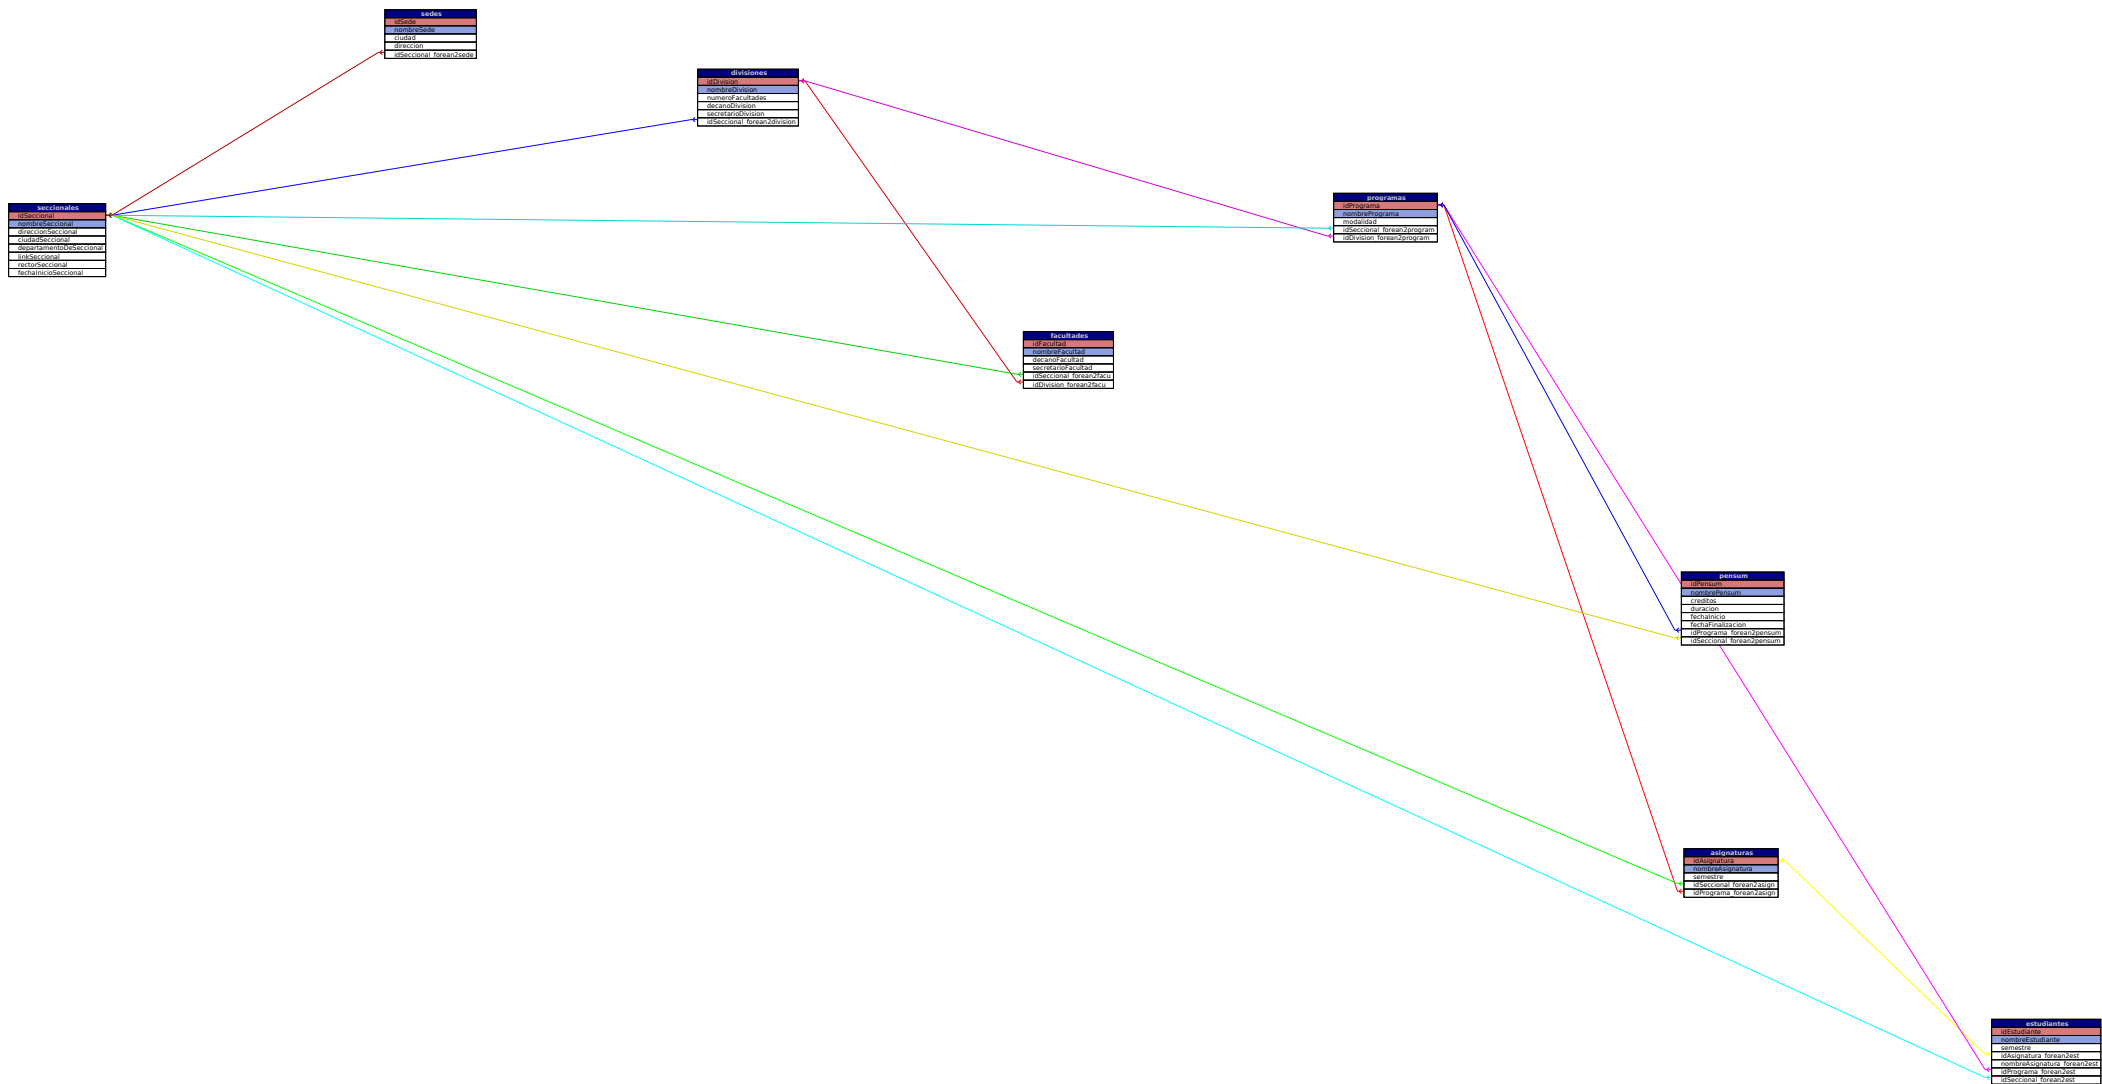 sedes
idSede
nombreSede
ciudad
direccion
idSeccional_forean2sede
divisiones
idDivision
nombreDivision
numeroFacultades
decanoDivision
secretarioDivision
idSeccional_forean2division
seccionales
idSeccional
nombreSeccional
direccionSeccional
ciudadSeccional
departamentoDeSeccional
linkSeccional
rectorSeccional
fechaInicioSeccional
programas
idPrograma
nombrePrograma
modalidad
idSeccional_forean2program
idDivision_forean2program
facultades
idFacultad
nombreFacultad
decanoFacultad
secretarioFacultad
idSeccional_forean2facu
idDivision_forean2facu
pensum
idPensum
nombrePensum
creditos
duracion
fechaInicio
fechaFinalizacion
idPrograma_forean2pensum
idSeccional_forean2pensum
asignaturas
idAsignatura
nombreAsignatura
semestre
idSeccional_forean2asign
idPrograma_forean2asign
estudiantes
idEstudiante
nombreEstudiante
semestre
idAsignatura_forean2est
nombreAsignatura_forean2est
idPrograma_forean2est
idSeccional_forean2est